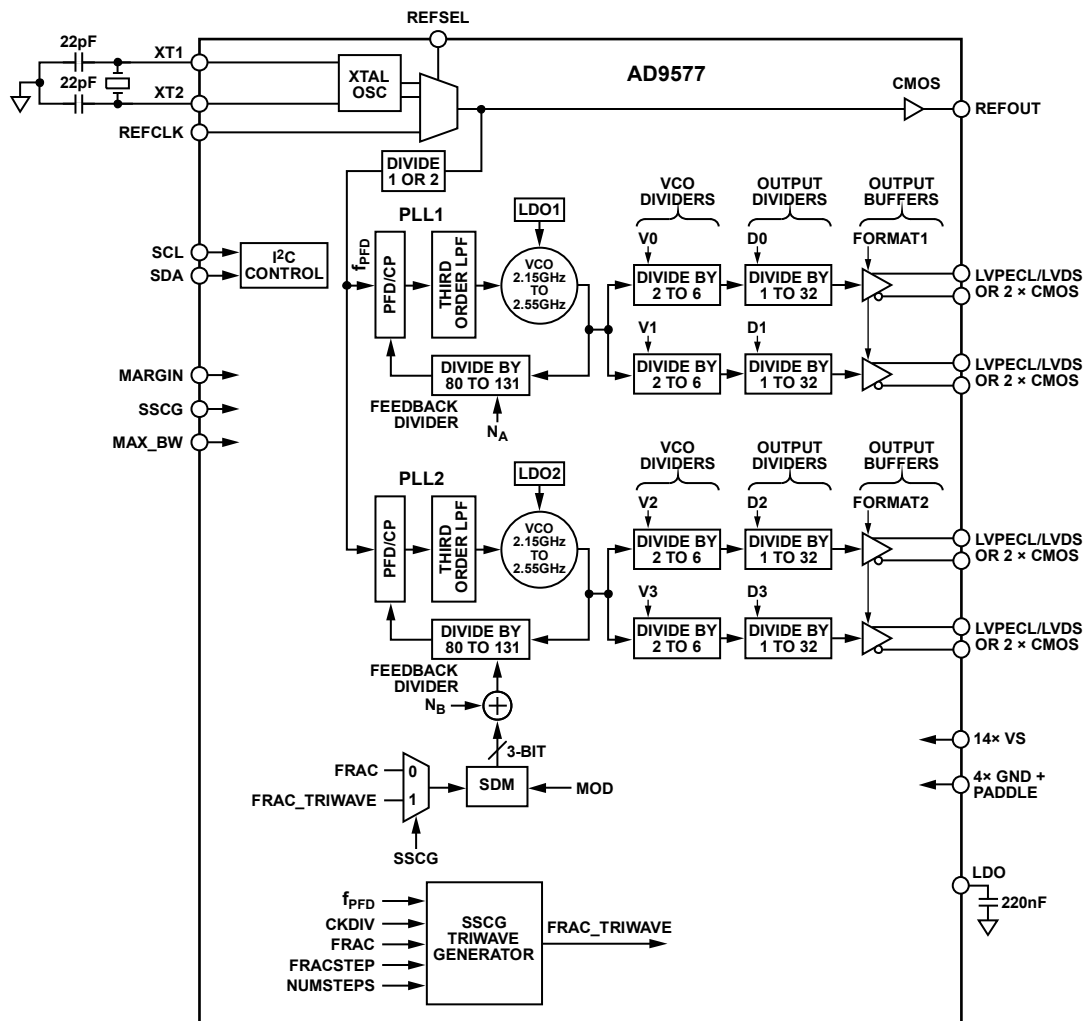 REFSEL
22pF
XT1
22pF
XT2
REFCLK
XTAL
OSC
AD9577
CMOS
REFOUT
DIVIDE
1 OR 2
SCL
SDA
I²C
CONTROL
MARGIN
SSCG
MAX_BW
PLL1
fPFD
PFD/CP
THIRD
ORDER LPF
LDO1
VCO
2.15GHz
TO
2.55GHz
DIVIDE BY
80 TO 131
FEEDBACK
DIVIDER
NA
VCO
DIVIDERS
OUTPUT
DIVIDERS
OUTPUT
BUFFERS
V0
D0
FORMAT1
DIVIDE BY
2 TO 6
DIVIDE BY
1 TO 32
LVPECL/LVDS
OR 2 × CMOS
V1
D1
DIVIDE BY
2 TO 6
DIVIDE BY
1 TO 32
LVPECL/LVDS
OR 2 × CMOS
PLL2
PFD/CP
THIRD
ORDER LPF
LDO2
VCO
2.15GHz
TO
2.55GHz
DIVIDE BY
80 TO 131
FEEDBACK
DIVIDER
NB
VCO
DIVIDERS
OUTPUT
DIVIDERS
OUTPUT
BUFFERS
V2
D2
FORMAT2
DIVIDE BY
2 TO 6
DIVIDE BY
1 TO 32
LVPECL/LVDS
OR 2 × CMOS
V3
D3
DIVIDE BY
2 TO 6
DIVIDE BY
1 TO 32
LVPECL/LVDS
OR 2 × CMOS
+
3-BIT
FRAC
0
FRAC_TRIWAVE
1
SSCG
SDM
MOD
14× VS
4× GND +
PADDLE
LDO
220nF
fPFD
CKDIV
FRAC
FRACSTEP
NUMSTEPS
SSCG
TRIWAVE
GENERATOR
FRAC_TRIWAVE